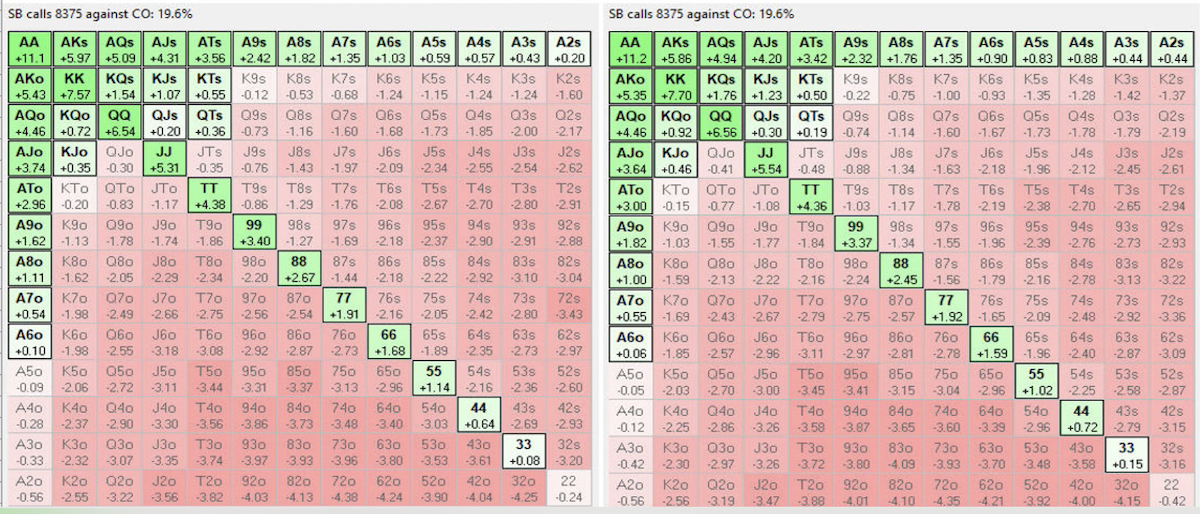 SB calls 8375 against CO: 19.6%
AA AKs AQs AJs ATs A9s A8s A7s A6s A5s A4s A3s A2s
+11.1 +5.97 +5.09 +4.31 +3.56 +2.42 +1.82 +1.35 +1.03 +0.59 +0.57 +0.43 +0.20
AKo KK KQs KJs KTs K9s K8s K7s K6s K5s K4s K3s K2s
+5.43 +7.57 +1.54 +1.07 +0.55 -0.12 -0.53 -0.68 -1.24 -1.15 -1.24 -1.24 -1.60
AQo KQo QQ QJs QTs Q9s Q8s Q7s Q6s Q5s Q4s Q3s Q2s
+4.46 +0.72 +6.54 +0.20 +0.36 -0.73 -1.16 -1.60 -1.68 -1.73 -1.85 -2.00 -2.17
AJo KJo QJo JJ JTs J9s J8s J7s J6s J5s J4s J3s J2s
+3.74 +0.35 -0.30 +5.31 -0.35 -0.76 -1.43 -1.97 -2.09 -2.34 -2.55 -2.54 -2.62
ATo KTo QTo JTo TT T9s T8s T7s T6s T5s T4s T3s T2s
+2.96 -0.20 -0.83 -1.17 +4.38 -0.86 -1.29 -1.76 -2.08 -2.67 -2.70 -2.80 -2.91
A9o K9o Q9o J9o T9o 99 98s 97s 96s 95s 94s 93s 92s
+1.62 -1.13 -1.78 -1.74 -1.86 +3.40 -1.27 -1.69 -2.18 -2.37 -2.90 -2.91 -2.88
A8o K8o Q8o J8o T8o 98o 88 87s 86s 85s 84s 83s 82s
+1.11 -1.62 -2.05 -2.29 -2.34 -2.20 +2.67 -1.44 -2.18 -2.22 -2.92 -3.10 -3.04
A7o K7o Q7o J7o T7o 97o 87o 77 76s 75s 74s 73s 72s
+0.54 -1.98 -2.49 -2.66 -2.75 -2.56 -2.54 +1.91 -2.16 -2.05 -2.42 -2.80 -3.43
A6o K6o Q6o J6o T6o 96o 86o 76o 66 65s 64s 63s 62s
+0.10 -1.98 -2.55 -3.18 -3.08 -2.92 -2.87 -2.73 +1.68 -1.89 -2.35 -2.73 -2.97
A5o K5o Q5o J5o T5o 95o 85o 75o 65o 55 54s 53s 52s
-0.09 -2.06 -2.72 -3.11 -3.44 -3.31 -3.37 -3.13 -2.96 +1.14 -2.16 -2.36 -2.60
A4o K4o Q4o J4o T4o 94o 84o 74o 64o 54o 44 43s 42s
-0.28 -2.37 -2.90 -3.30 -3.56 -3.86 -3.73 -3.48 -3.40 -3.03 +0.64 -2.69 -2.93
A3o K3o Q3o J3o T3o 93o 83o 73o 63o 53o 43o 33 32s
-0.33 -2.32 -3.07 -3.35 -3.74 -3.97 -3.93 -3.96 -3.80 -3.53 -3.61 +0.08 -3.20
A2o K2o Q2o J2o T2o 92o 82o 72o 62o 52o 42o 32o 22
-0.56 -2.55 -3.22 -3.56 -3.82 -4.03 -4.13 -4.38 -4.24 -3.90 -4.04 -4.25 -0.24
SB calls 8375 against CO: 19.6%
AA AKs AQs AJs ATs A9s A8s A7s A6s A5s A4s A3s A2s
+11.2 +5.86 +4.94 +4.20 +3.42 +2.32 +1.76 +1.35 +0.90 +0.83 +0.88 +0.44 +0.44
AKo KK KQs KJs KTs K9s K8s K7s K6s K5s K4s K3s K2s
+5.35 +7.70 +1.76 +1.23 +0.50 -0.22 -0.75 -1.00 -0.93 -1.35 -1.28 -1.42 -1.37
AQo KQo QQ QJs QTs Q9s Q8s Q7s Q6s Q5s Q4s Q3s Q2s
+4.46 +0.92 +6.56 +0.30 +0.19 -0.74 -1.14 -1.60 -1.67 -1.73 -1.78 -1.79 -2.19
AJo KJo QJo JJ JTs J9s J8s J7s J6s J5s J4s J3s J2s
+3.64 +0.46 -0.41 +5.54 -0.48 -0.88 -1.34 -1.63 -2.18 -1.96 -2.12 -2.45 -2.61
ATo KTo QTo JTo TT T9s T8s T7s T6s T5s T4s T3s T2s
+3.00 -0.15 -0.77 -1.08 +4.36 -1.03 -1.17 -1.78 -2.19 -2.38 -2.70 -2.65 -2.94
A9o K9o Q9o J9o T9o 99 98s 97s 96s 95s 94s 93s 92s
+1.82 -1.03 -1.55 -1.77 -1.84 +3.37 -1.34 -1.55 -1.96 -2.39 -2.76 -2.73 -2.93
A8o K8o Q8o J8o T8o 98o 88 87s 86s 85s 84s 83s 82s
+1.00 -1.59 -2.13 -2.22 -2.16 -2.24 +2.45 -1.56 -1.79 -2.16 -2.78 -3.13 -3.22
A7o K7o Q7o J7o T7o 97o 87o 77 76s 75s 74s 73s 72s
+0.55 -1.69 -2.43 -2.67 -2.79 -2.75 -2.57 +1.92 -1.65 -2.09 -2.48 -2.92 -3.36
A6o K6o Q6o J6o T6o 96o 86o 76o 66 65s 64s 63s 62s
+0.06 -1.85 -2.57 -2.96 -3.11 -2.97 -2.81 -2.78 +1.59 -1.96 -2.40 -2.87 -3.09
A5o K5o Q5o J5o T5o 95o 85o 75o 65o 55 54s 53s 52s
-0.05 -2.03 -2.70 -3.00 -3.45 -3.41 -3.15 -3.04 -2.96 +1.02 -2.25 -2.58 -2.87
A4o K4o Q4o J4o T4o 94o 84o 74o 64o 54o 44 43s 42s
-0.12 -2.25 -2.86 -3.26 -3.58 -3.87 -3.65 -3.60 -3.39 -2.96 +0.72 -2.79 -3.15
A3o K3o Q3o J3o T3o 93o 83o 73o 63o 53o 43o 33 32s
-0.42 -2.30 -2.97 -3.26 -3.72 -3.80 -4.09 -3.93 -3.70 -3.48 -3.58 +0.15 -3.16
A2o K2o Q2o J2o T2o 92o 82o 72o 62o 52o 42o 32o 22
-0.56 -2.56 -3.19 -3.47 -3.88 -4.01 -4.10 -4.35 -4.21 -3.92 -4.00 -4.15 -0.42